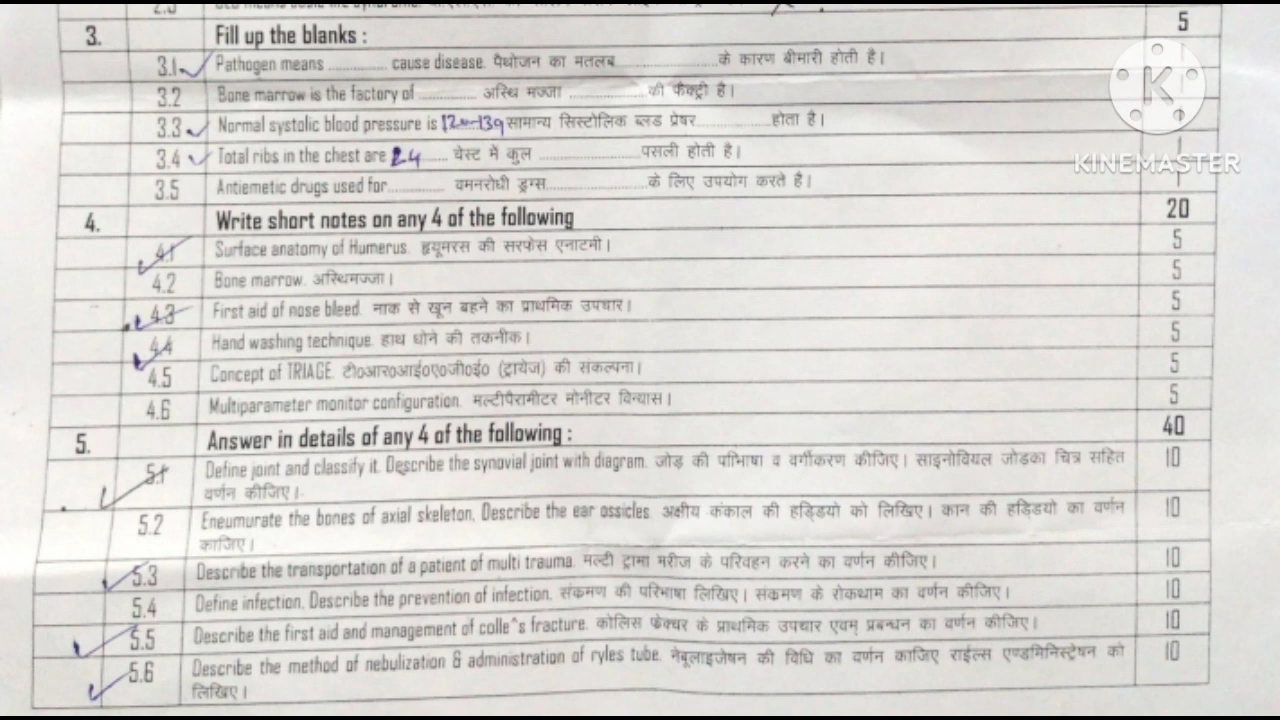 3. Fill up the blanks : 5
3.1 Pathogen means .............. cause disease. पैथोजन का मतलब......................के कारण बीमारी होती है।
3.2 Bone marrow is the factory of .............. अस्थि मज्जा ...................की फैक्ट्री है।
3.3 Normal systolic blood pressure is 120-139 सामान्य सिस्टोलिक ब्लड प्रेषर..................होता है।
3.4 Total ribs in the chest are 24 ...... चेस्ट में कुल .........................पसली होती है। 1
3.5 Antiemetic drugs used for.............. वमनरोधी ड्रग्स.........................के लिए उपयोग करते है। 1
4. Write short notes on any 4 of the following 20
4.1 Surface anatomy of Humerus. ह्यूमरस की सरफेस एनाटमी। 5
4.2 Bone marrow. अस्थिमज्जा। 5
4.3 First aid of nose bleed. नाक से खून बहने का प्राथमिक उपचार। 5
4.4 Hand washing technique. हाथ धोने की तकनीक। 5
4.5 Concept of TRIAGE. टी०आर०आई०ए०जी०ई० (ट्रायेज) की संकल्पना। 5
4.6 Multiparameter monitor configuration. मल्टीपैरामीटर मोनीटर विन्यास। 5
5. Answer in details of any 4 of the following : 40
5.1 Define joint and classify it. Describe the synovial joint with diagram. जोड़ की परिभाषा व वर्गीकरण कीजिए। साइनोवियल जोडका चित्र सहित 10
वर्णन कीजिए।
5.2 Eneumurate the bones of axial skeleton, Describe the ear ossicles. अक्षीय कंकाल की हड्डियो को लिखिए। कान की हड्डियो का वर्णन 10
काजिए।
5.3 Describe the transportation of a patient of multi trauma. मल्टी ट्रामा मरीज के परिवहन करने का वर्णन कीजिए। 10
5.4 Define infection, Describe the prevention of infection. संकमण की परिभाषा लिखिए। संकमण के रोकथाम का वर्णन कीजिए। 10
5.5 Describe the first aid and management of colle^s fracture. कोलिस फेक्चर के प्राथमिक उपचार एवम् प्रबन्धन का वर्णन कीजिए। 10
5.6 Describe the method of nebulization & administration of ryles tube. नेबूलाइजेषन की विधि का वर्णन काजिए राईल्स एण्डमिनिस्ट्रेषन को 10
लिखिए।
K
KINEMASTER